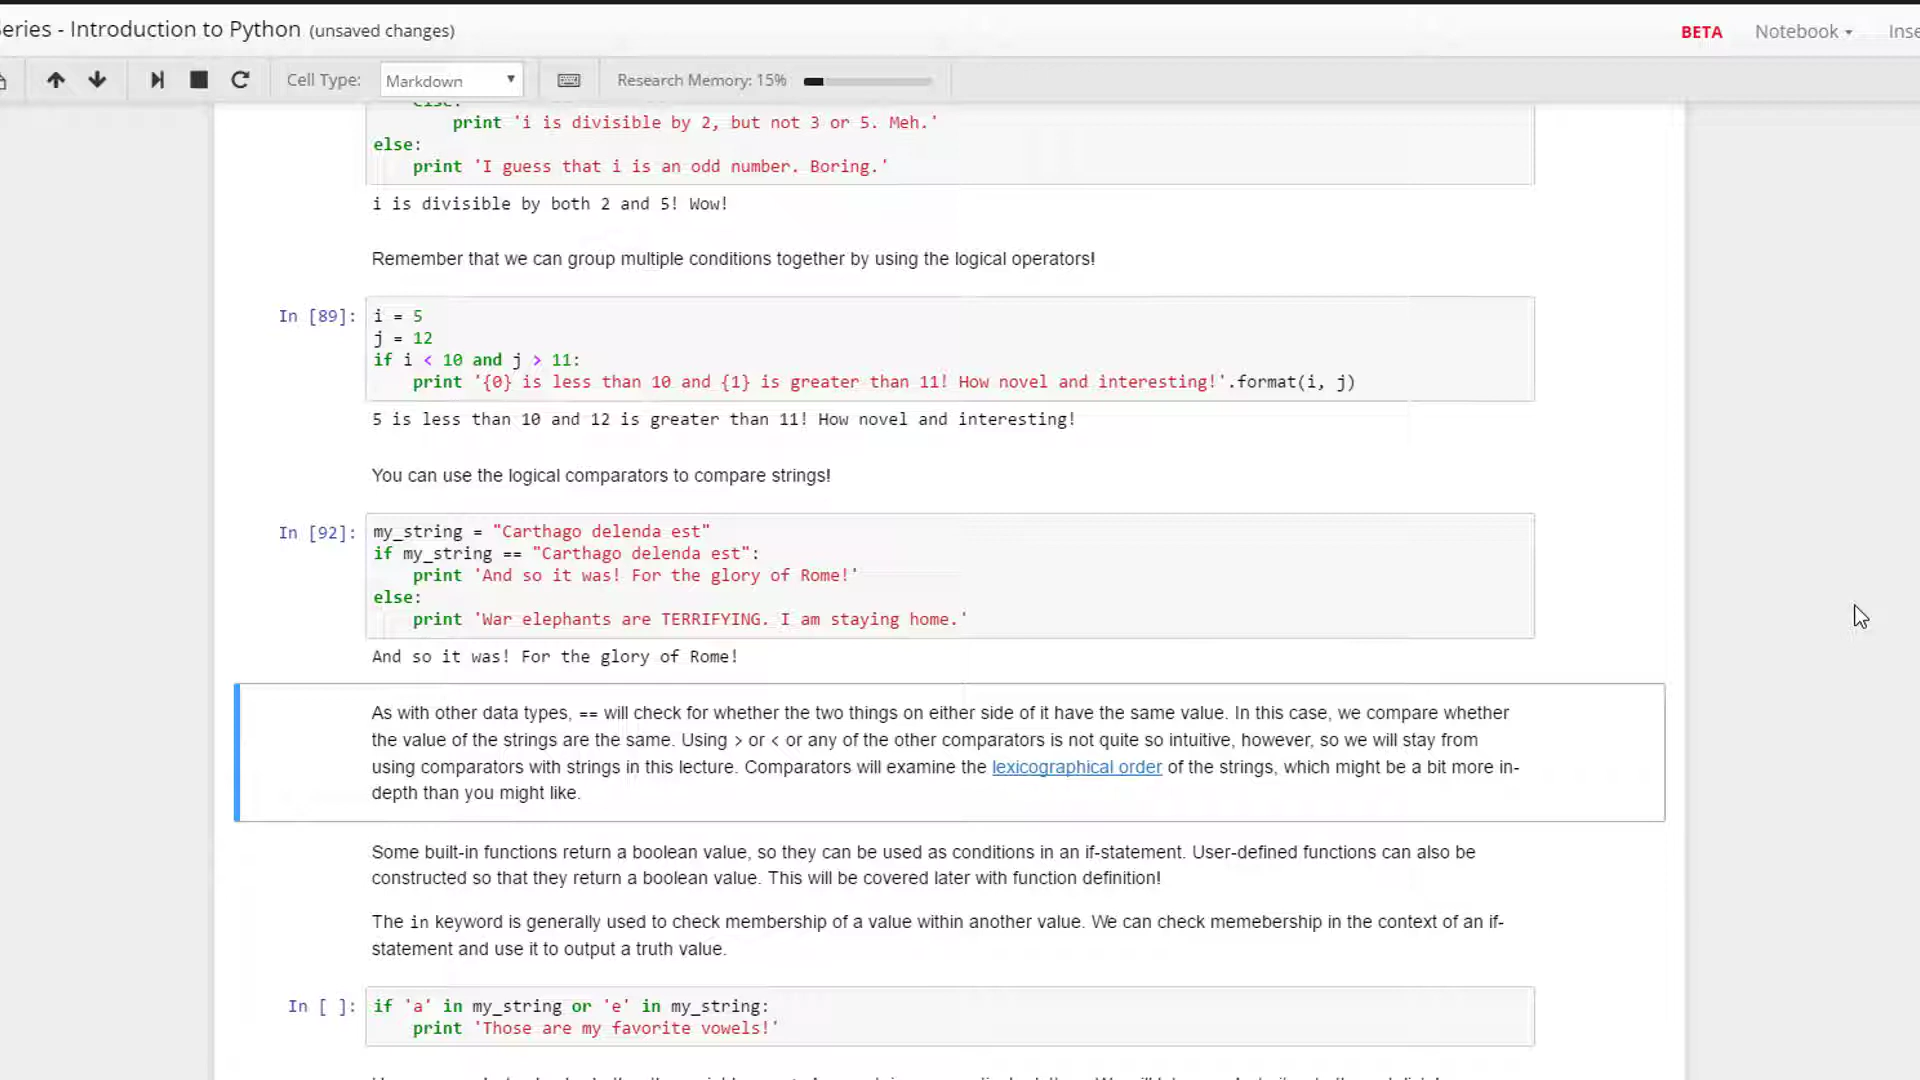 eries - Introduction to Python (unsaved changes)
BETA Notebook Inse
Cell Type: Markdown Research Memory: 15%
else:
print 'i is divisible by 2, but not 3 or 5. Meh.'
else:
print 'I guess that i is an odd number. Boring.'
i is divisible by both 2 and 5! Wow!
Remember that we can group multiple conditions together by using the logical operators!
In [89]: i = 5
j = 12
if i < 10 and j > 11:
print '{0} is less than 10 and {1} is greater than 11! How novel and interesting!'.format(i, j)
5 is less than 10 and 12 is greater than 11! How novel and interesting!
You can use the logical comparators to compare strings!
In [92]: my_string = "Carthago delenda est"
if my_string == "Carthago delenda est":
print 'And so it was! For the glory of Rome!'
else:
print 'War elephants are TERRIFYING. I am staying home.'
And so it was! For the glory of Rome!
As with other data types, == will check for whether the two things on either side of it have the same value. In this case, we compare whether
the value of the strings are the same. Using > or < or any of the other comparators is not quite so intuitive, however, so we will stay from
using comparators with strings in this lecture. Comparators will examine the lexicographical order of the strings, which might be a bit more in-
depth than you might like.
Some built-in functions return a boolean value, so they can be used as conditions in an if-statement. User-defined functions can also be
constructed so that they return a boolean value. This will be covered later with function definition!
The in keyword is generally used to check membership of a value within another value. We can check memebership in the context of an if-
statement and use it to output a truth value.
In [ ]: if 'a' in my_string or 'e' in my_string:
print 'Those are my favorite vowels!'